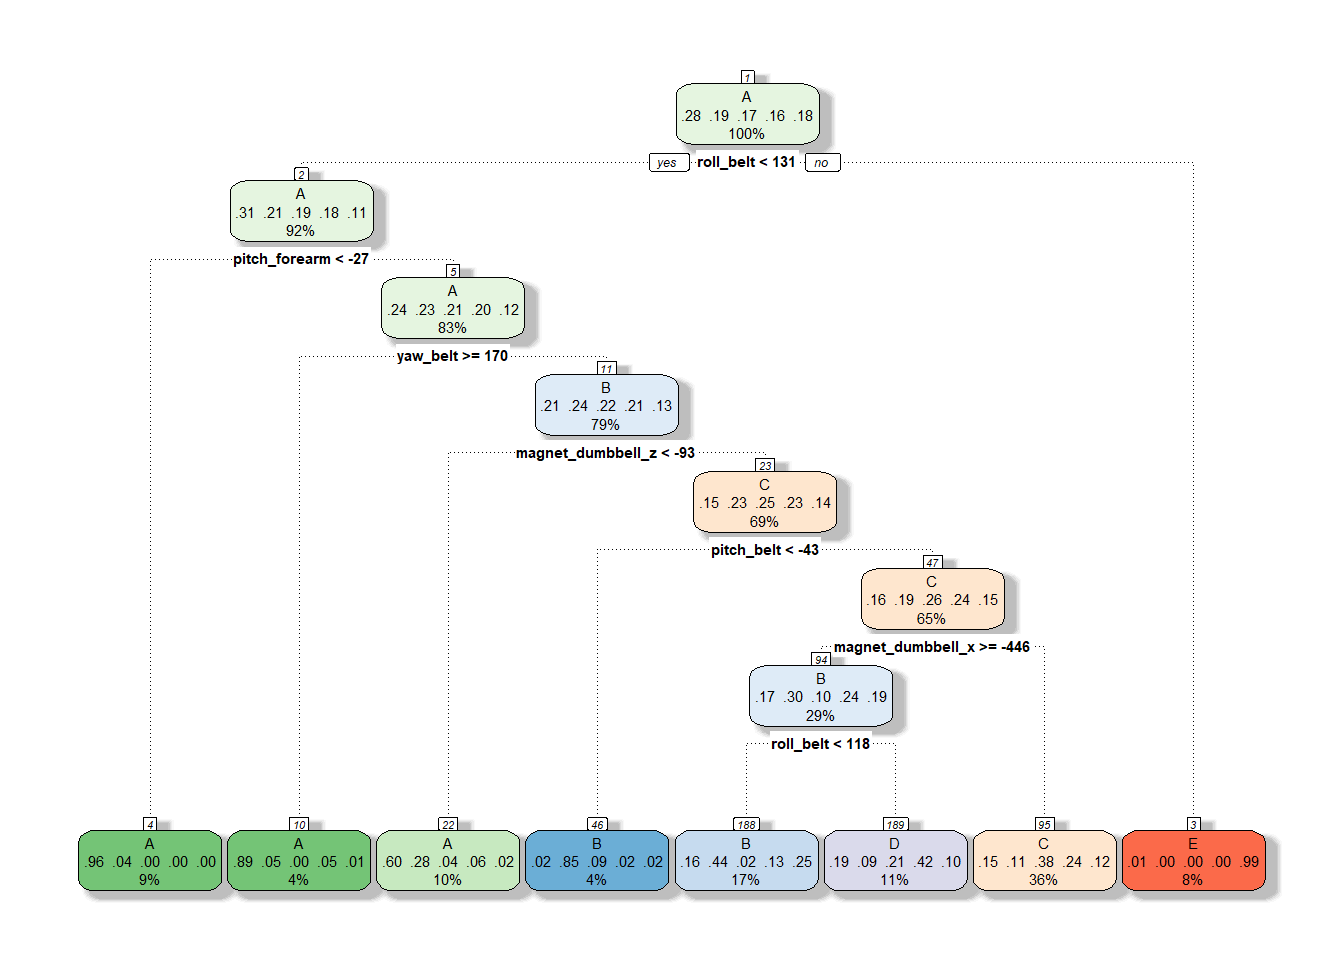 1
A
.28 .19 .17 .16 .18
100%
yes roll_belt < 131 no
2
A
.31 .21 .19 .18 .11
92%
pitch_forearm < -27
5
A
.24 .23 .21 .20 .12
83%
yaw_belt >= 170
11
B
.21 .24 .22 .21 .13
79%
magnet_dumbbell_z < -93
23
C
.15 .23 .25 .23 .14
69%
pitch_belt < -43
47
C
.16 .19 .26 .24 .15
65%
magnet_dumbbell_x >= -446
94
B
.17 .30 .10 .24 .19
29%
roll_belt < 118
4
A
.96 .04 .00 .00 .00
9%
10
A
.89 .05 .00 .05 .01
4%
22
A
.60 .28 .04 .06 .02
10%
46
B
.02 .85 .09 .02 .02
4%
188
B
.16 .44 .02 .13 .25
17%
189
D
.19 .09 .21 .42 .10
11%
95
C
.15 .11 .38 .24 .12
36%
3
E
.01 .00 .00 .00 .99
8%